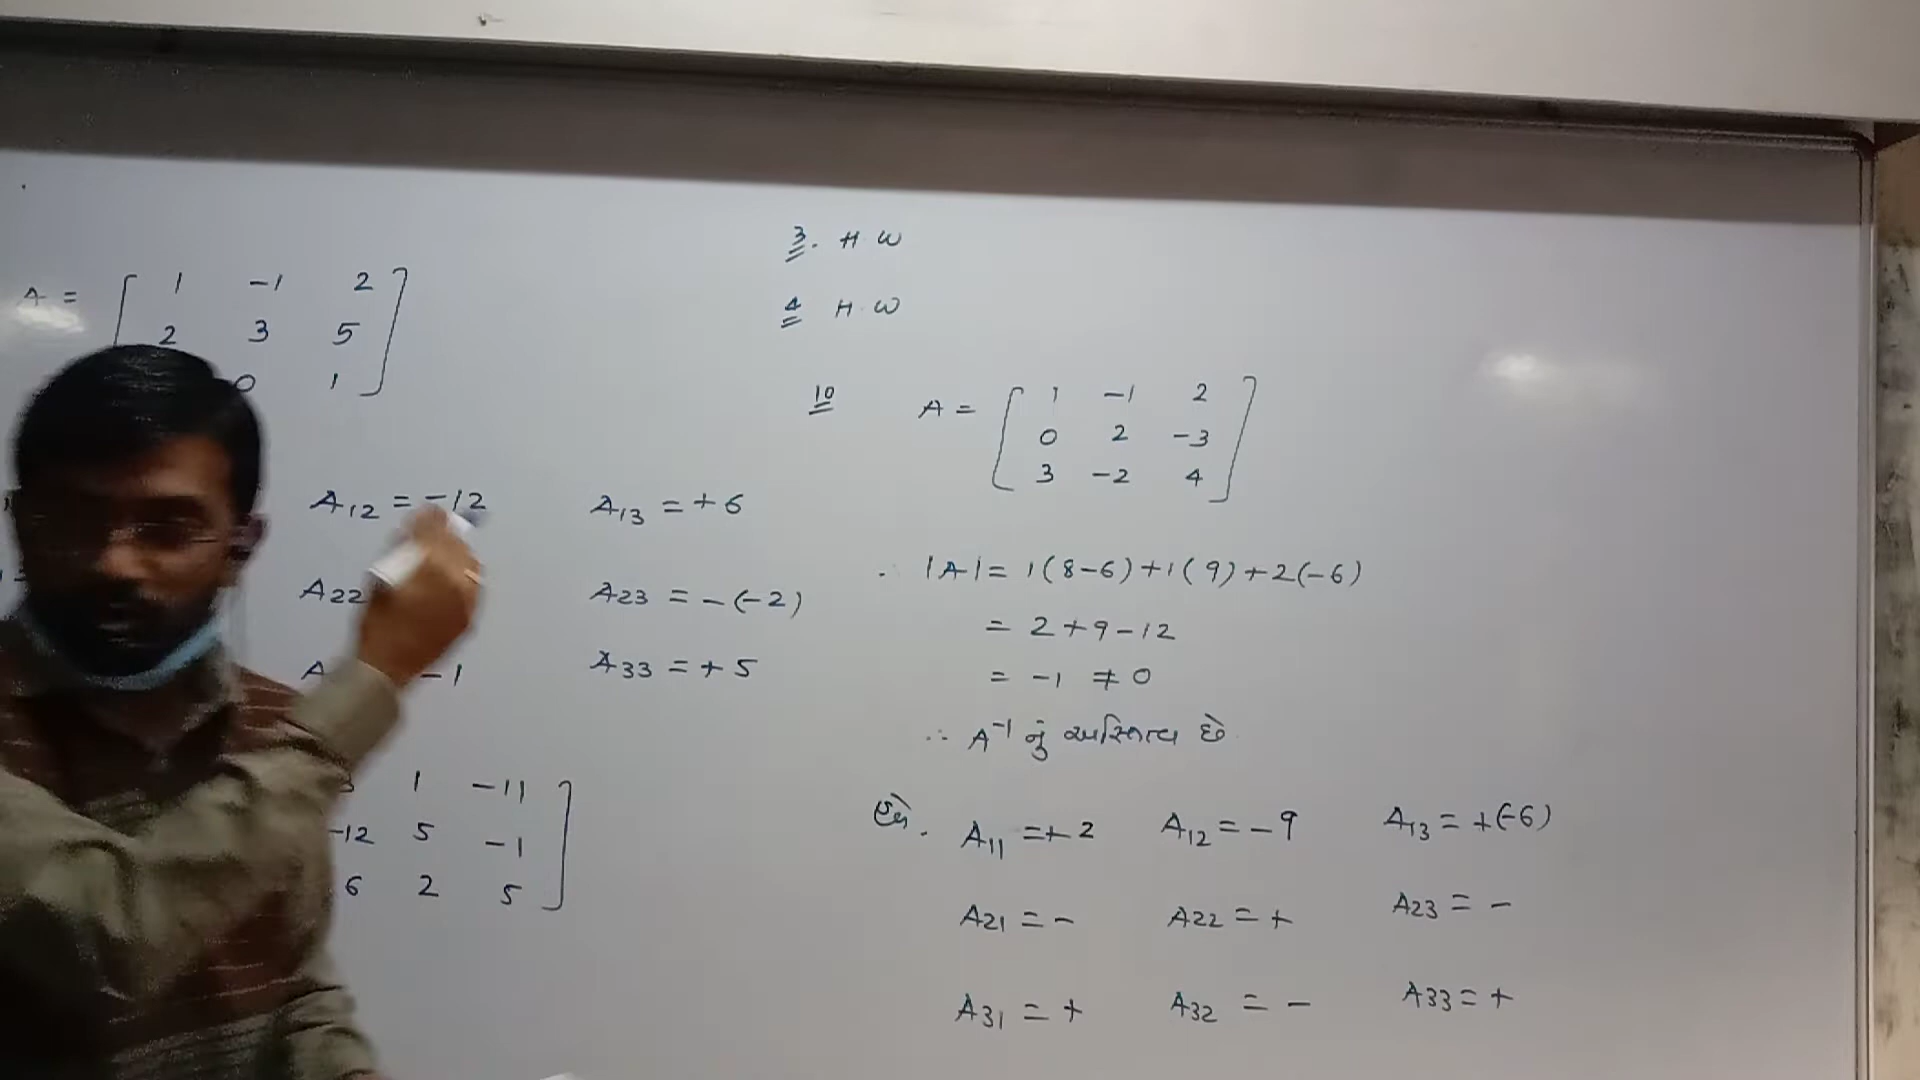 A = [ 1 -1 2
2 3 5
0 1 ]
A12 = -12 A13 = +6
A22 A23 = -(-2)
A -1 A33 = +5
3 1 -11
-12 5 -1
6 2 5 ]
3. H W
4 H.W
10 A = [ 1 -1 2
0 2 -3
3 -2 4 ]
∴ |A| = 1(8-6)+1(9)+2(-6)
= 2+9-12
= -1 ≠ 0
∴ A⁻¹ નું અસ્તિત્વ છે
હવે. A11 =+2 A12 = -9 A13 = +(-6)
A21 = - A22 = + A23 = -
A31 = + A32 = - A33 = +